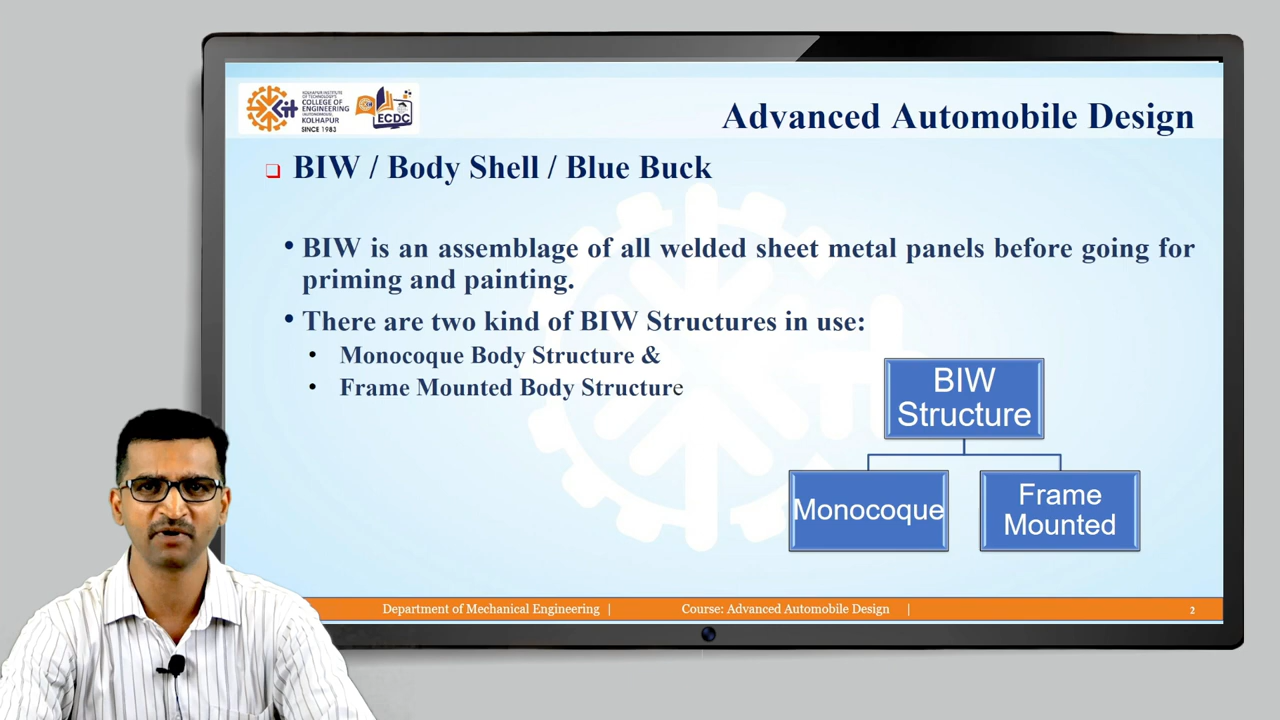 KOLHAPUR INSTITUTE
OF TECHNOLOGY'S
COLLEGE OF
ENGINEERING
(AUTONOMOUS),
KOLHAPUR
SINCE 1983
ECDC
Advanced Automobile Design
BIW / Body Shell / Blue Buck
• BIW is an assemblage of all welded sheet metal panels before going for
priming and painting.
• There are two kind of BIW Structures in use:
• Monocoque Body Structure &
• Frame Mounted Body Structure
BIW
Structure
Monocoque
Frame
Mounted
Department of Mechanical Engineering | Course: Advanced Automobile Design | 2